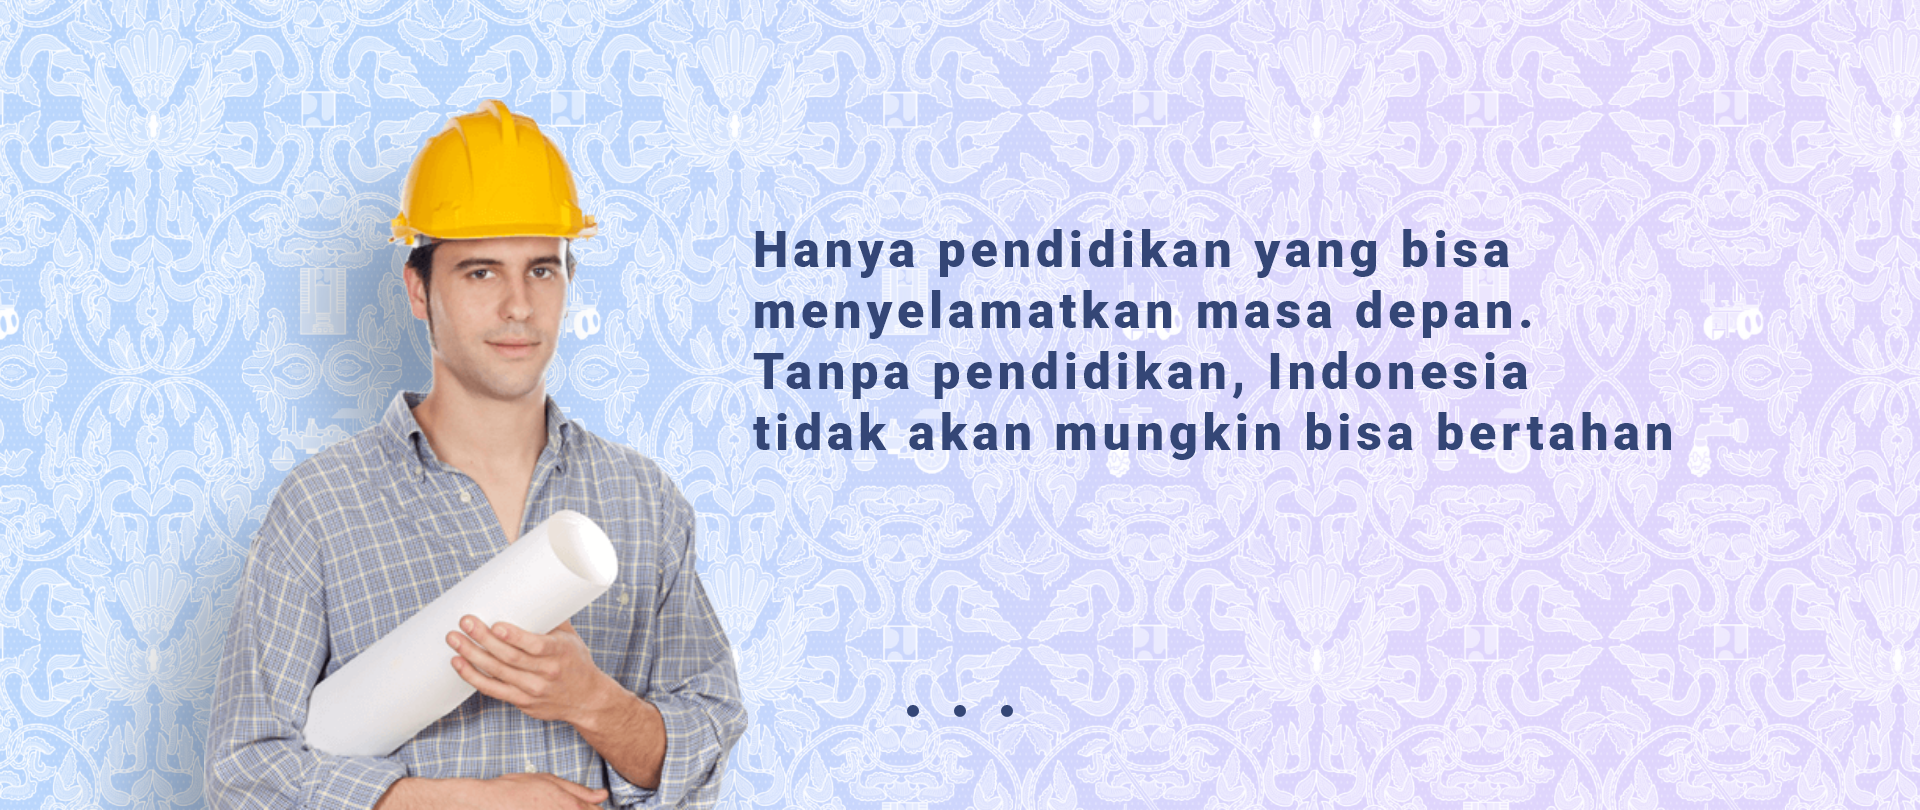 Hanya pendidikan yang bisa
menyelamatkan masa depan.
Tanpa pendidikan, Indonesia
tidak akan mungkin bisa bertahan